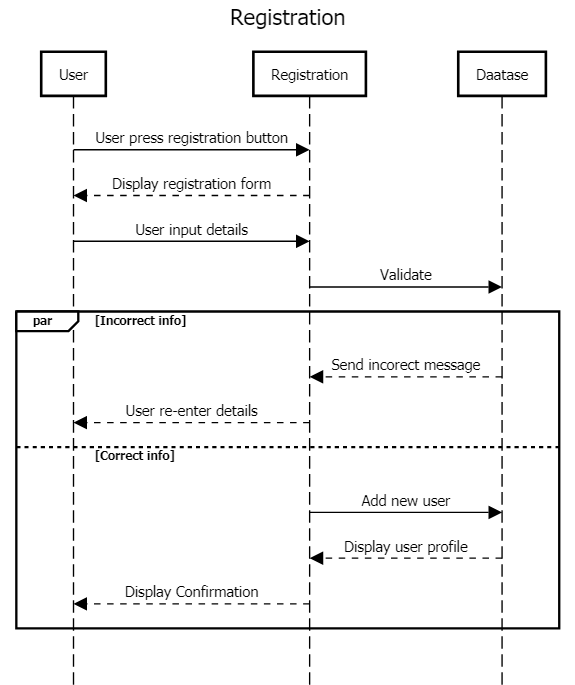 Registration
User
Registration
Daatase
User press registration button
Display registration form
User input details
Validate
par
[Incorrect info]
Send incorect message
User re-enter details
[Correct info]
Add new user
Display user profile
Display Confirmation